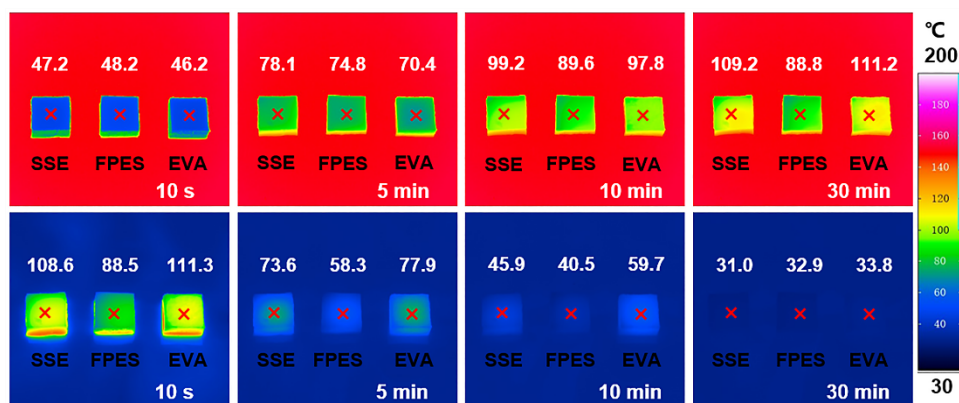 47.2 48.2 46.2
SSE FPES EVA
10 s
78.1 74.8 70.4
SSE FPES EVA
5 min
99.2 89.6 97.8
SSE FPES EVA
10 min
109.2 88.8 111.2
SSE FPES EVA
30 min
108.6 88.5 111.3
SSE FPES EVA
10 s
73.6 58.3 77.9
SSE FPES EVA
5 min
45.9 40.5 59.7
SSE FPES EVA
10 min
31.0 32.9 33.8
SSE FPES EVA
30 min
℃
200
180
160
140
120
100
80
60
40
30